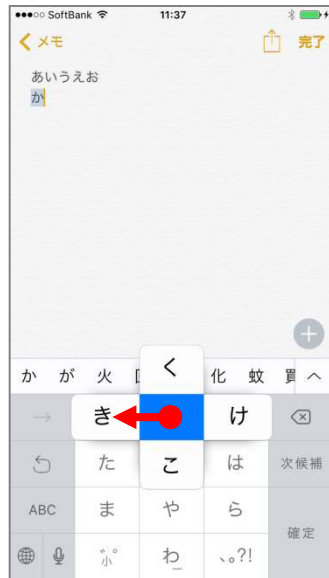 SoftBank 11:37
メモ 完了
あいうえお
か
か が 火 化 蚊
く
き け
た こ は 次候補
ABC ま や ら
確定
小 わ 、。?!